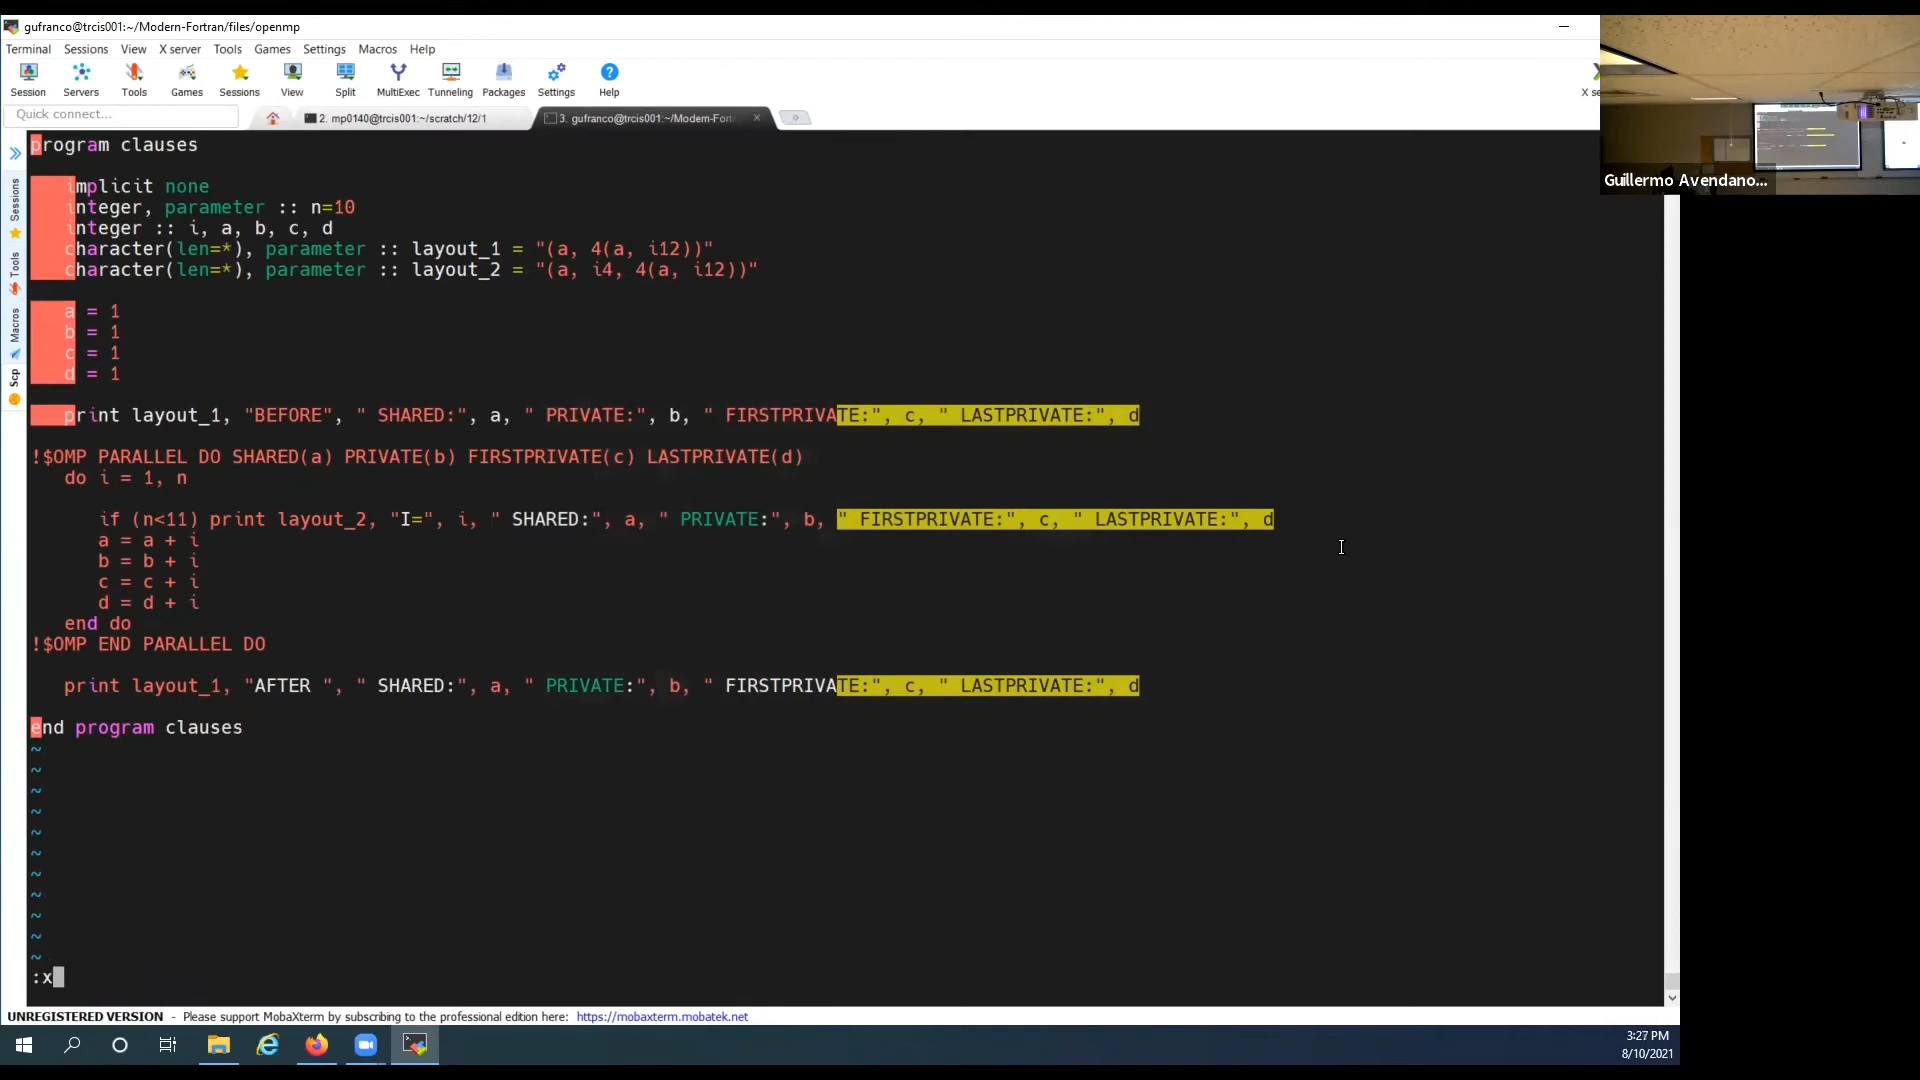 gufranco@trcis001:~/Modern-Fortran/files/openmp
Terminal Sessions View X server Tools Games Settings Macros Help
Session Servers Tools Games Sessions View Split MultiExec Tunneling Packages Settings Help
X se
Quick connect...
2. mp0140@trcis001:~/scratch/12/1
3. gufranco@trcis001:~/Modern-Fortr
Guillermo Avendano...
Sessions
Tools
Macros
Scp
program clauses
implicit none
integer, parameter :: n=10
integer :: i, a, b, c, d
character(len=*), parameter :: layout_1 = "(a, 4(a, i12))"
character(len=*), parameter :: layout_2 = "(a, i4, 4(a, i12))"
a = 1
b = 1
c = 1
d = 1
print layout_1, "BEFORE", " SHARED:", a, " PRIVATE:", b, " FIRSTPRIVATE:", c, " LASTPRIVATE:", d
!$OMP PARALLEL DO SHARED(a) PRIVATE(b) FIRSTPRIVATE(c) LASTPRIVATE(d)
do i = 1, n
if (n<11) print layout_2, "I=", i, " SHARED:", a, " PRIVATE:", b, " FIRSTPRIVATE:", c, " LASTPRIVATE:", d
a = a + i
b = b + i
c = c + i
d = d + i
end do
!$OMP END PARALLEL DO
print layout_1, "AFTER ", " SHARED:", a, " PRIVATE:", b, " FIRSTPRIVATE:", c, " LASTPRIVATE:", d
end program clauses
~
~
~
~
~
~
~
~
~
~
~
:x
UNREGISTERED VERSION - Please support MobaXterm by subscribing to the professional edition here: https://mobaxterm.mobatek.net
3:27 PM
8/10/2021